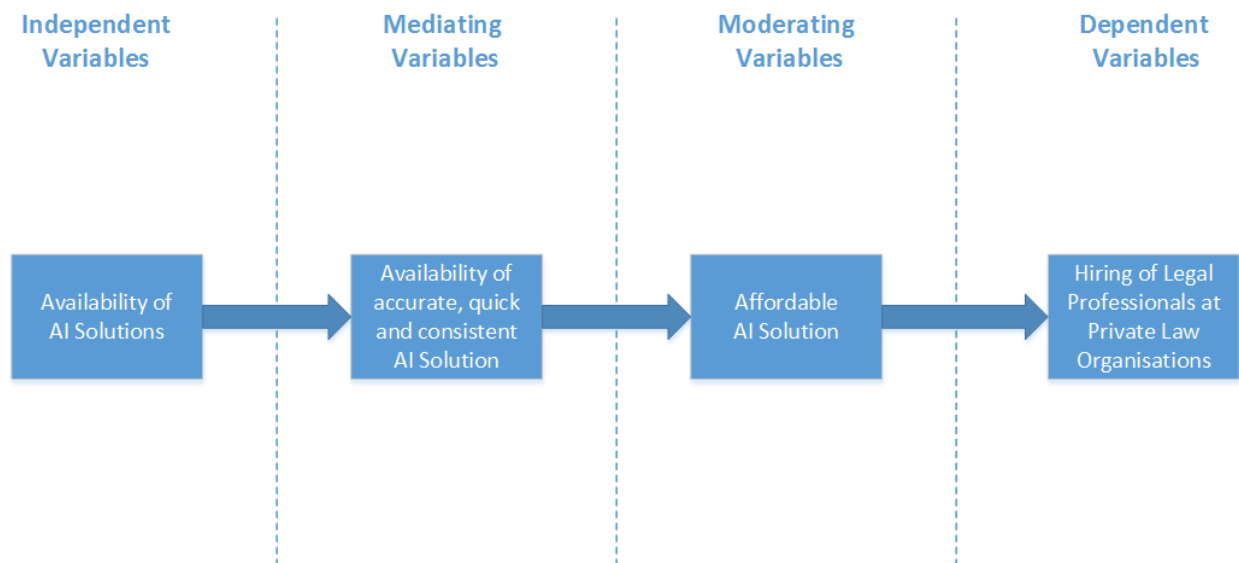 Independent
Variables
Mediating
Variables
Moderating
Variables
Dependent
Variables
Availability of
AI Solutions
Availability of
accurate, quick
and consistent
AI Solution
Affordable
AI Solution
Hiring of Legal
Professionals at
Private Law
Organisations